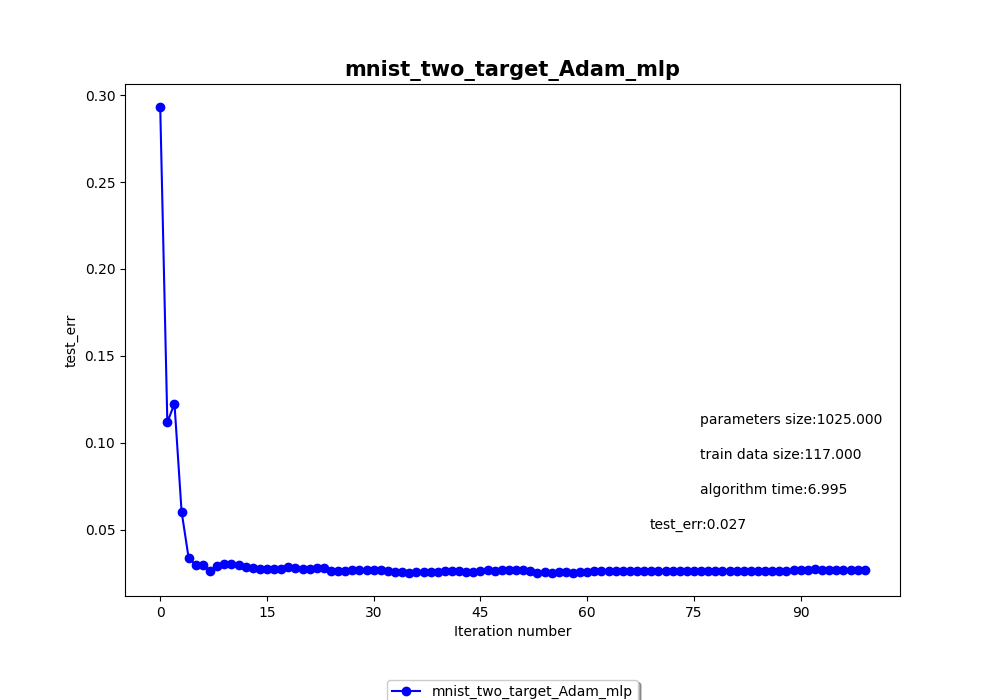 mnist_two_target_Adam_mlp
0.30
0.25
0.20
0.15
0.10
0.05
test_err
parameters size:1025.000
train data size:117.000
algorithm time:6.995
test_err:0.027
0 15 30 45 60 75 90
Iteration number
mnist_two_target_Adam_mlp